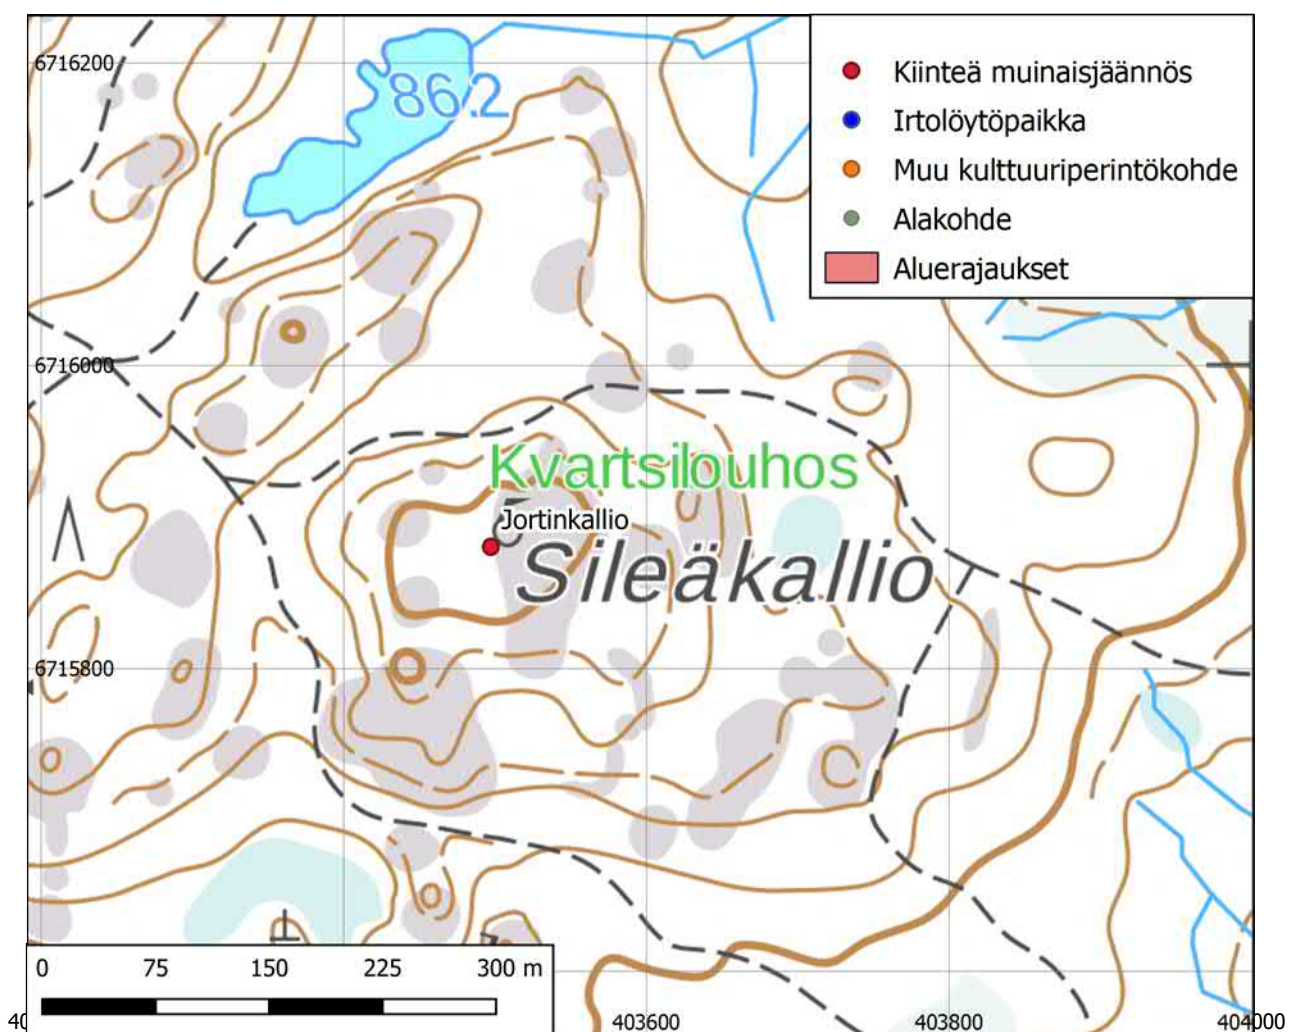 6716200
86.2
Kiinteä muinaisjäännös
Irtolöytöpaikka
Muu kulttuuriperintökohde
Alakohde
Aluerajaukset
6716000
Kvartsilouhos
Jortinkallio
Sileäkallio
6715800
0 75 150 225 300 m
403600 403800 404000